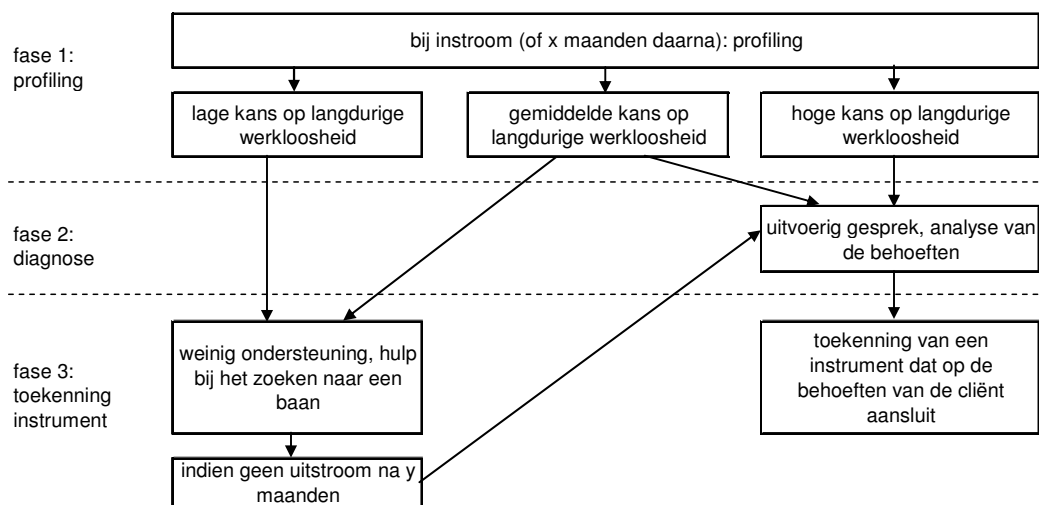 fase 1:
profiling
bij instroom (of x maanden daarna): profiling
lage kans op langdurige
werkloosheid
gemiddelde kans op
langdurige werkloosheid
hoge kans op langdurige
werkloosheid
fase 2:
diagnose
uitvoerig gesprek, analyse van
de behoeften
fase 3:
toekenning
instrument
weinig ondersteuning, hulp
bij het zoeken naar een
baan
toekenning van een
instrument dat op de
behoeften van de cliënt
aansluit
indien geen uitstroom na y
maanden